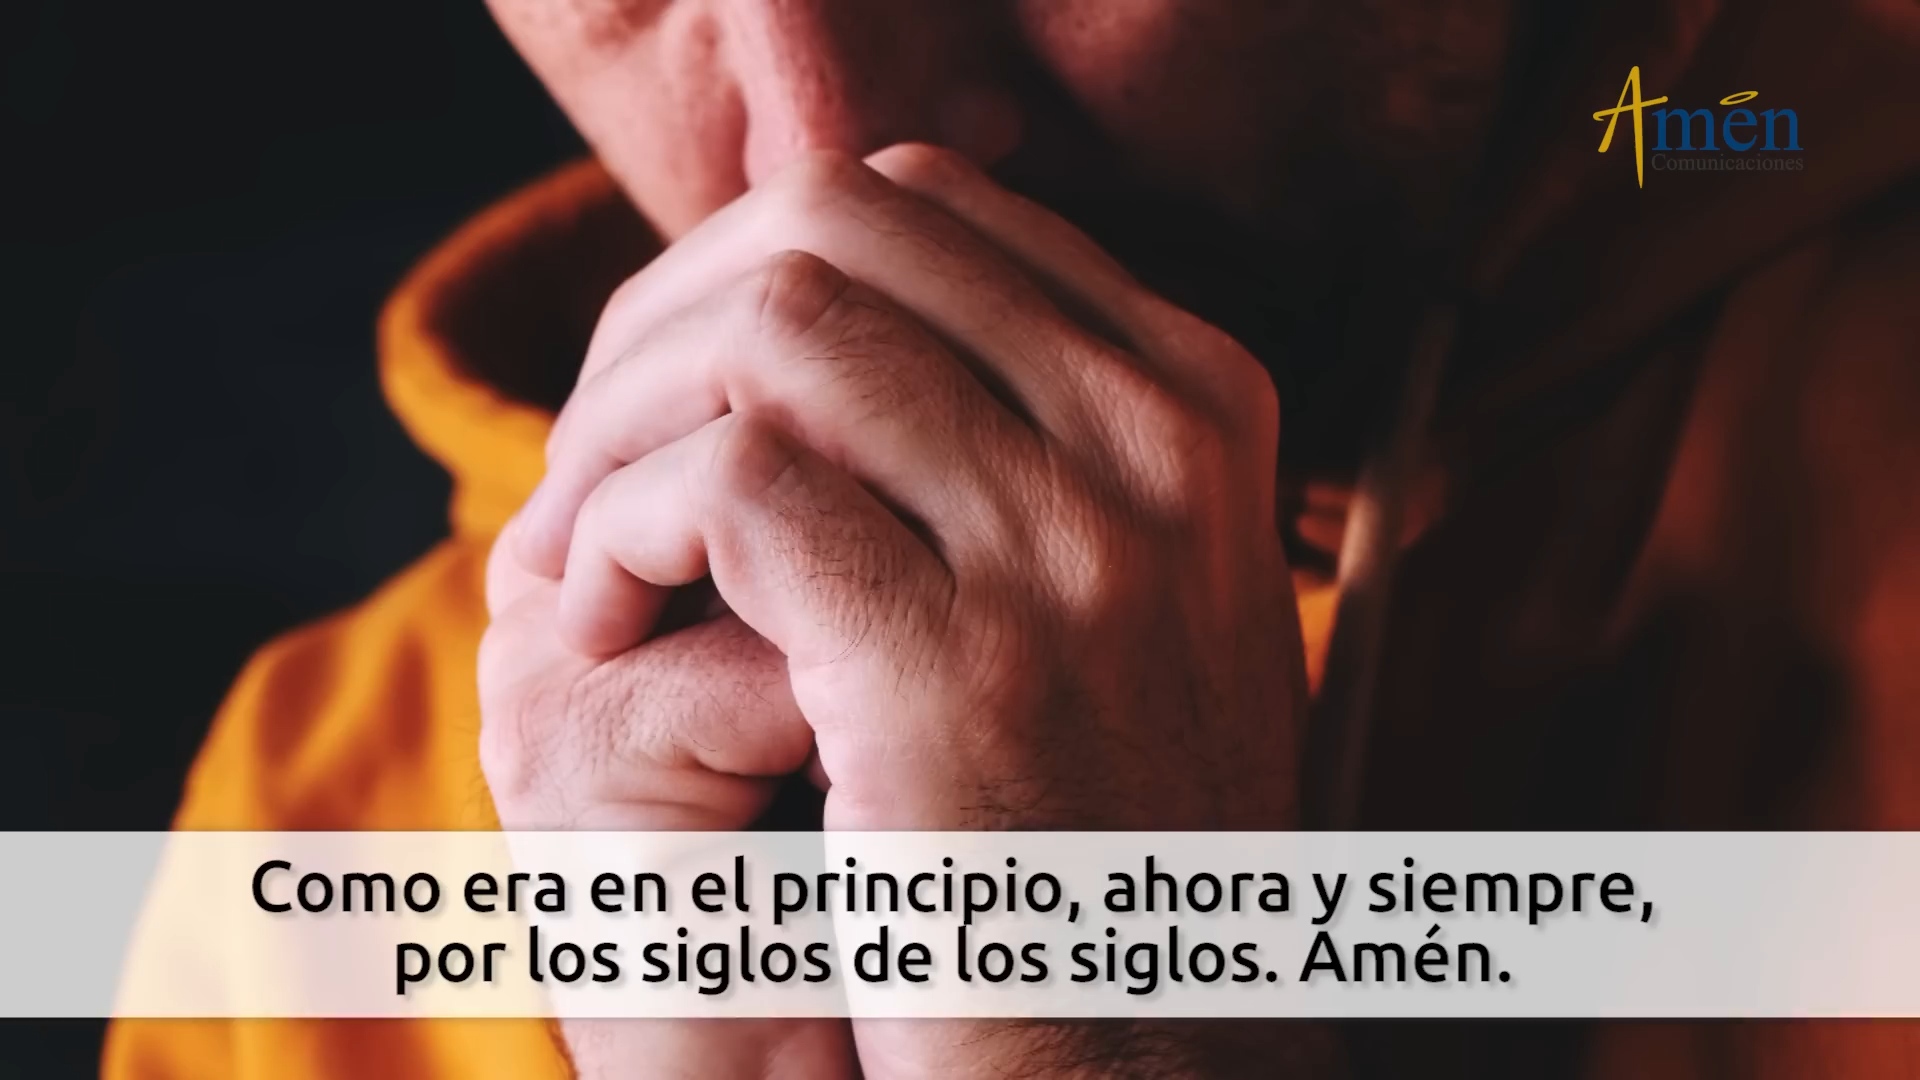 Amén
Comunicaciones
Como era en el principio, ahora y siempre,
por los siglos de los siglos. Amén.